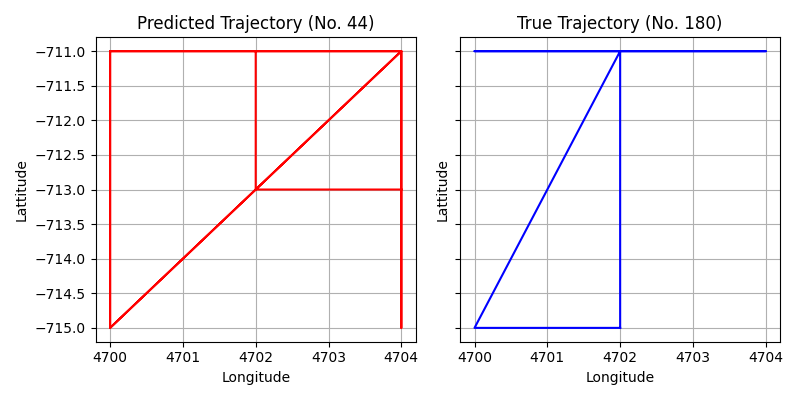 Predicted Trajectory (No. 44)
True Trajectory (No. 180)
Lattitude
−711.0
−711.5
−712.0
−712.5
−713.0
−713.5
−714.0
−714.5
−715.0
4700 4701 4702 4703 4704
Longitude
Lattitude
4700 4701 4702 4703 4704
Longitude